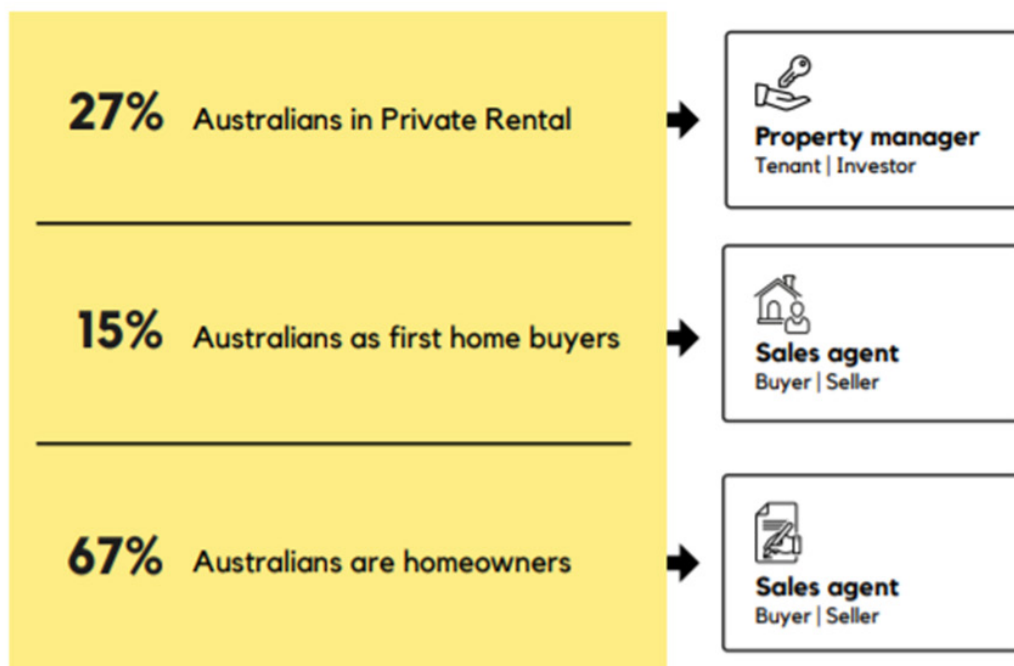 27% Australians in Private Rental
Property manager
Tenant | Investor
15% Australians as first home buyers
Sales agent
Buyer | Seller
67% Australians are homeowners
Sales agent
Buyer | Seller